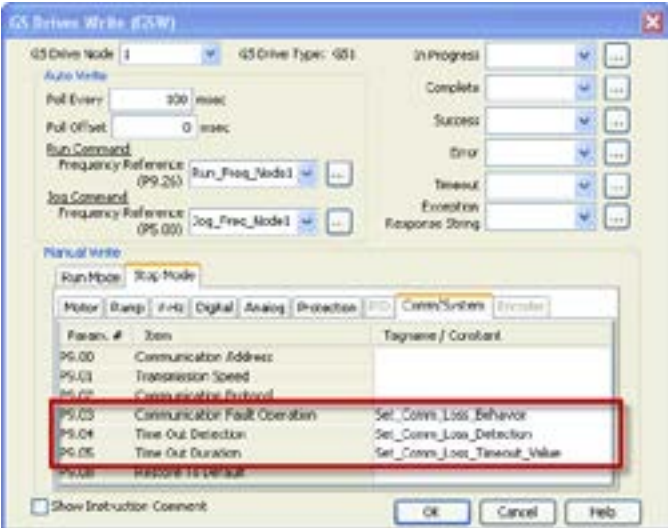 GS Drives Write (GSW)
GS Drive Node 1 GS Drive Type: GS1
Auto Write
Poll Every 100 msec
Poll Offset 0 msec
Run Command
Frequency Reference (P9.26) Run_Freq_Node1 ...
Jog Command
Frequency Reference (P5.00) Jog_Freq_Node1 ...
In Progress ...
Complete ...
Success ...
Error ...
Timeout ...
Exception Response String ...
Manual Write
Run Mode Stop Mode
Motor Ramp V-Hz Digital Analog Protection PID Comm/System Encoder
Param. # Item Tagname / Constant
P9.00 Communication Address
P9.01 Transmission Speed
P9.02 Communication Protocol
P9.03 Communication Fault Operation Set_Comm_Loss_Behavior
P9.04 Time Out Detection Set_Comm_Loss_Detection
P9.05 Time Out Duration Set_Comm_Loss_Timeout_Value
P9.08 Restore To Default
Show Instruction Comment OK Cancel Help